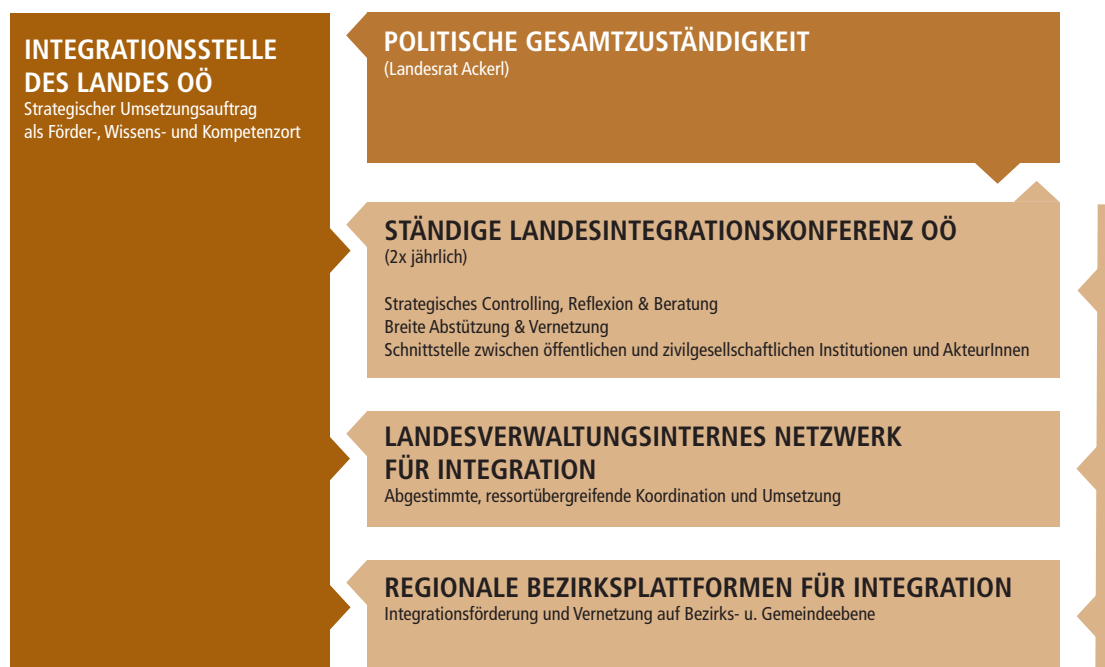 INTEGRATIONSSTELLE
DES LANDES OÖ
Strategischer Umsetzungsauftrag
als Förder-, Wissens- und Kompetenzort
POLITISCHE GESAMTZUSTÄNDIGKEIT
(Landesrat Ackerl)
STÄNDIGE LANDESINTEGRATIONSKONFERENZ OÖ
(2x jährlich)
Strategisches Controlling, Reflexion & Beratung
Breite Abstützung & Vernetzung
Schnittstelle zwischen öffentlichen und zivilgesellschaftlichen Institutionen und AkteurInnen
LANDESVERWALTUNGSINTERNES NETZWERK
FÜR INTEGRATION
Abgestimmte, ressortübergreifende Koordination und Umsetzung
REGIONALE BEZIRKSPLATTFORMEN FÜR INTEGRATION
Integrationsförderung und Vernetzung auf Bezirks- u. Gemeindeebene